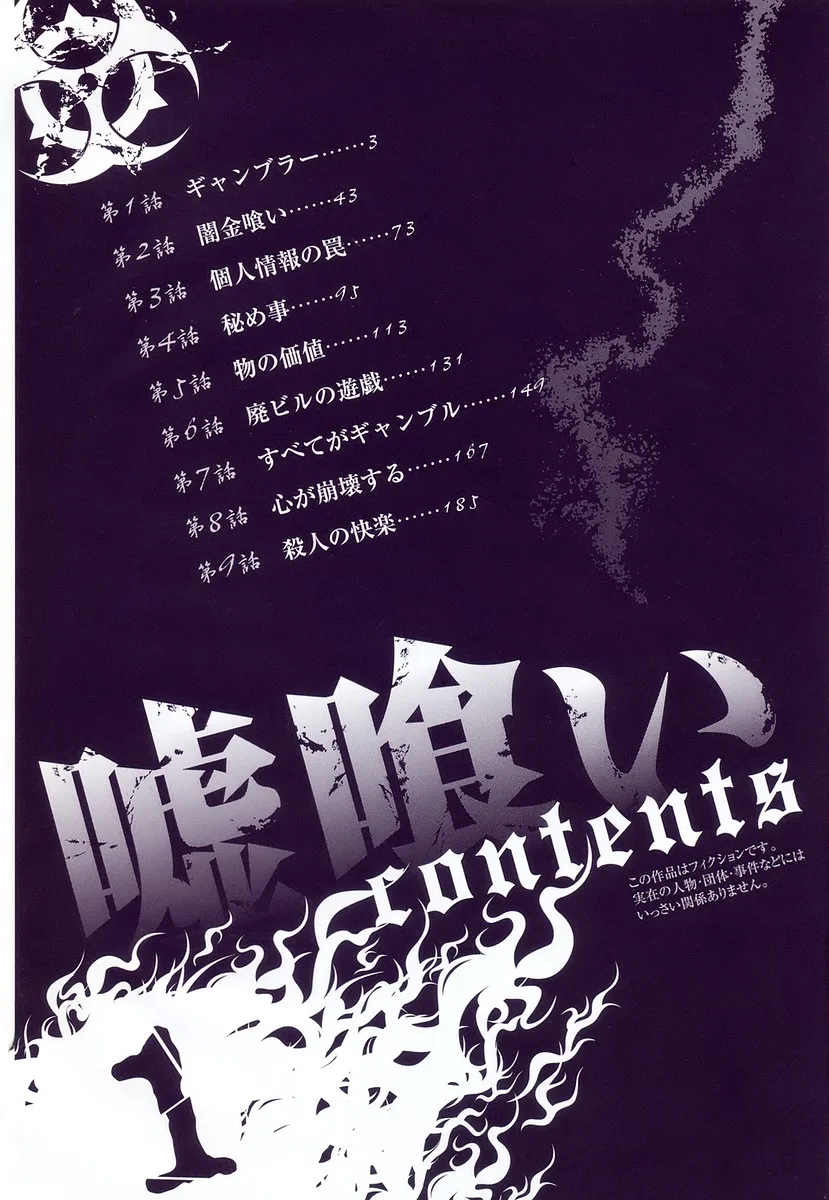 第1話 ギャンブラー……3
第2話 闇金喰い……43
第3話 個人情報の罠……73
第4話 秘め事……95
第5話 物の価値……113
第6話 廃ビルの遊戯……131
第7話 すべてがギャンブル……149
第8話 心が崩壊する……167
第9話 殺人の快楽……185
嘘喰い
contents
この作品はフィクションです。
実在の人物・団体・事件などには
いっさい関係ありません。
1